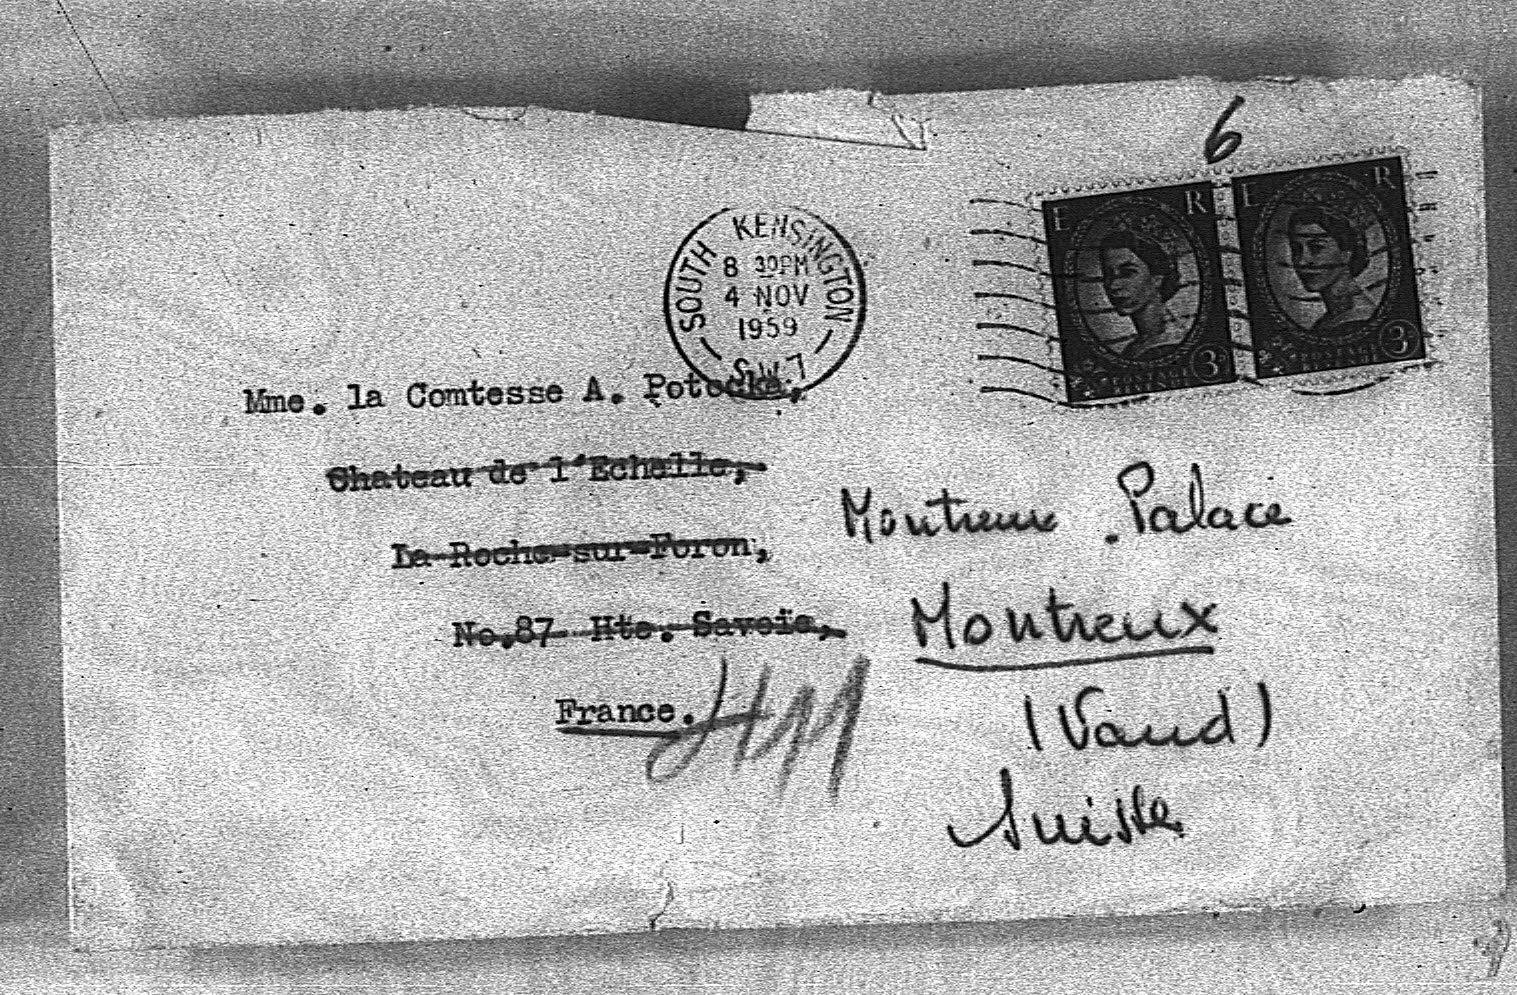 6
E R E R
SOUTH KENSINGTON
8 30PM
4 NOV
1959
S.W.7
3 3
Mme. la Comtesse A. Potocka,
Chateau de l'Echelle,
La Roche-sur-Foron,
No.87 Hte. Savoie,
France.
Montreux Palace
Montreux
(Vaud)
Suisse